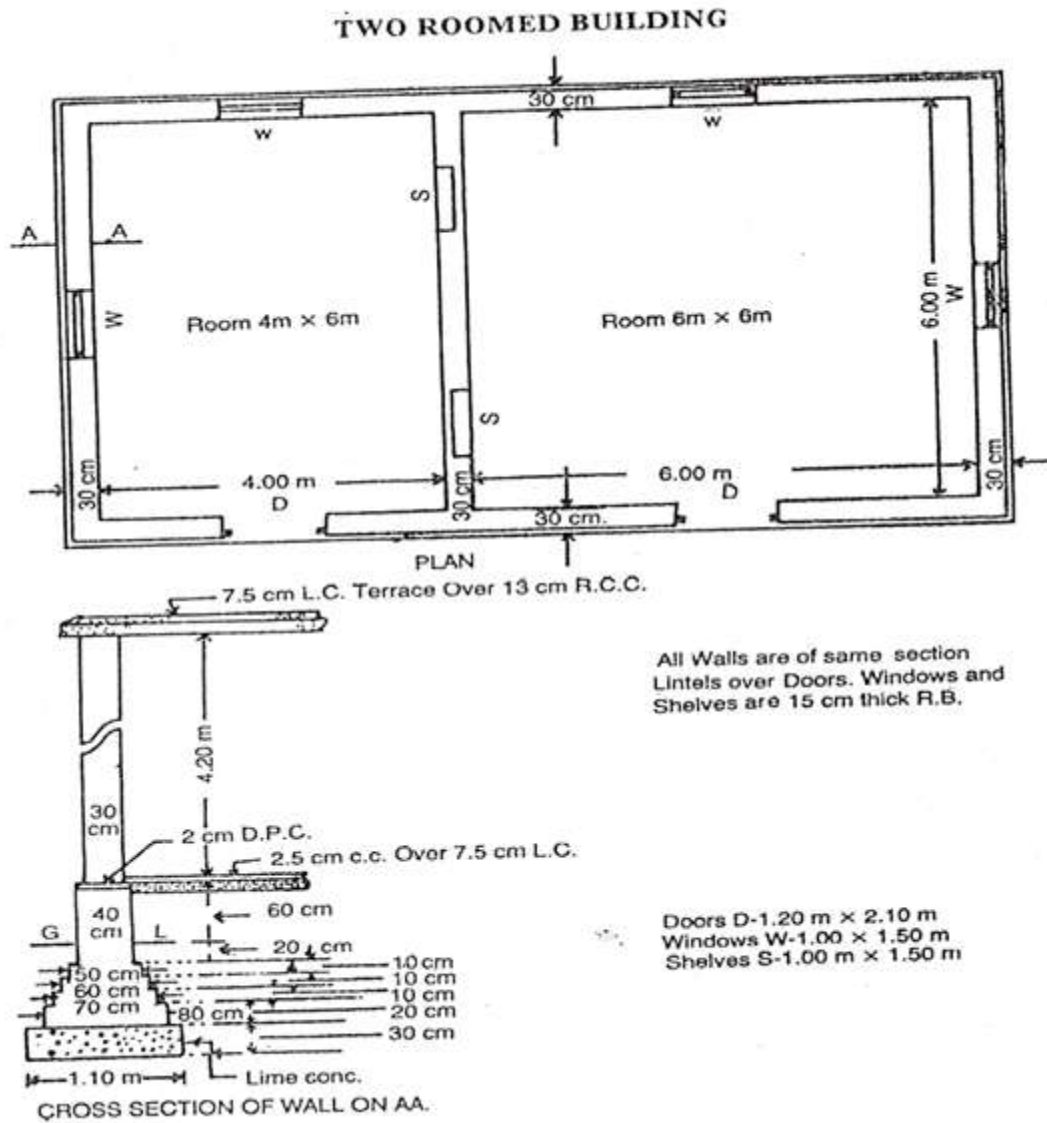 TWO ROOMED BUILDING
30 cm
W
W
S
A
A
W
Room 4m × 6m
Room 6m × 6m
6.00 m
W
S
30 cm
4.00 m
D
30 cm
6.00 m
D
30 cm
30 cm.
PLAN
7.5 cm L.C. Terrace Over 13 cm R.C.C.
All Walls are of same section
Lintels over Doors. Windows and
Shelves are 15 cm thick R.B.
4.20 m
30
cm
2 cm D.P.C.
2.5 cm c.c. Over 7.5 cm L.C.
40
cm
60 cm
G
L
20 cm
Doors D-1.20 m × 2.10 m
Windows W-1.00 × 1.50 m
Shelves S-1.00 m × 1.50 m
50 cm
10 cm
60 cm
10 cm
70 cm
10 cm
80 cm
20 cm
30 cm
1.10 m
Lime conc.
CROSS SECTION OF WALL ON AA.